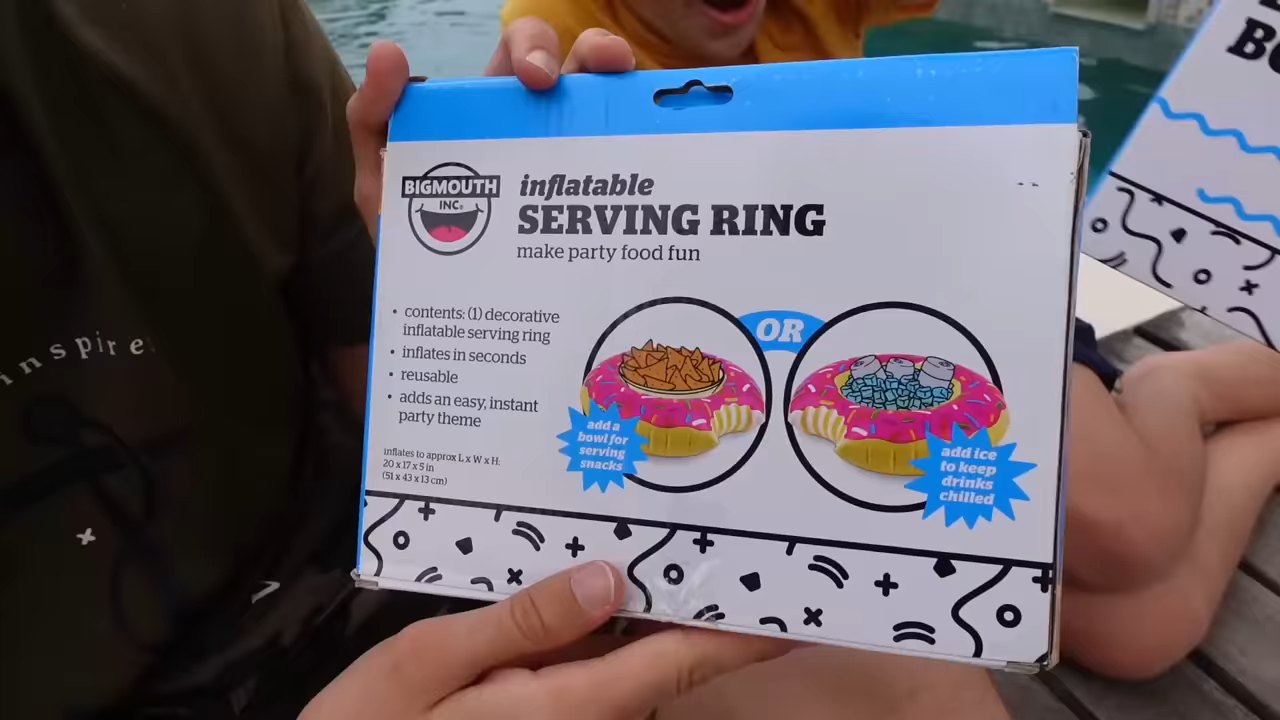 BIGMOUTH
INC.
inflatable
SERVING RING
make party food fun
• contents: (1) decorative
inflatable serving ring
• inflates in seconds
• reusable
• adds an easy, instant
party theme
inflates to approx L x W x H:
20 x 17 x 5 in
(51 x 43 x 13 cm)
OR
add a
bowl for
serving
snacks
add ice
to keep
drinks
chilled
inspire